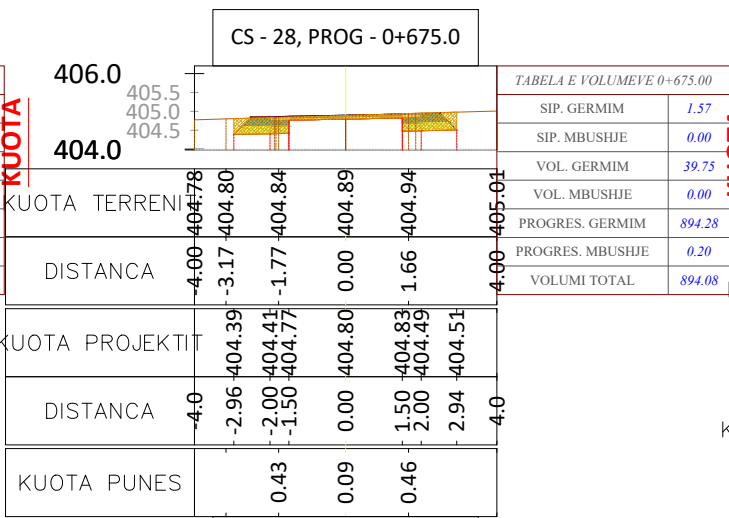 CS - 28, PROG - 0+675.0
KUOTA
406.0
405.5
405.0
404.5
404.0
KUOTA TERRENIT
404.78 404.80 404.84 404.89 404.94 405.01
DISTANCA
-4.00 -3.17 -1.77 0.00 1.66 4.00
KUOTA PROJEKTIT
404.39 404.41 404.77 404.80 404.83 404.49 404.51
DISTANCA
-4.0 -2.96 -2.00 -1.50 0.00 1.50 2.00 2.94 4.0
KUOTA PUNES
0.43 0.09 0.46
TABELA E VOLUMEVE 0+675.00
SIP. GERMIM 1.57
SIP. MBUSHJE 0.00
VOL. GERMIM 39.75
VOL. MBUSHJE 0.00
PROGRES. GERMIM 894.28
PROGRES. MBUSHJE 0.20
VOLUMI TOTAL 894.08
K